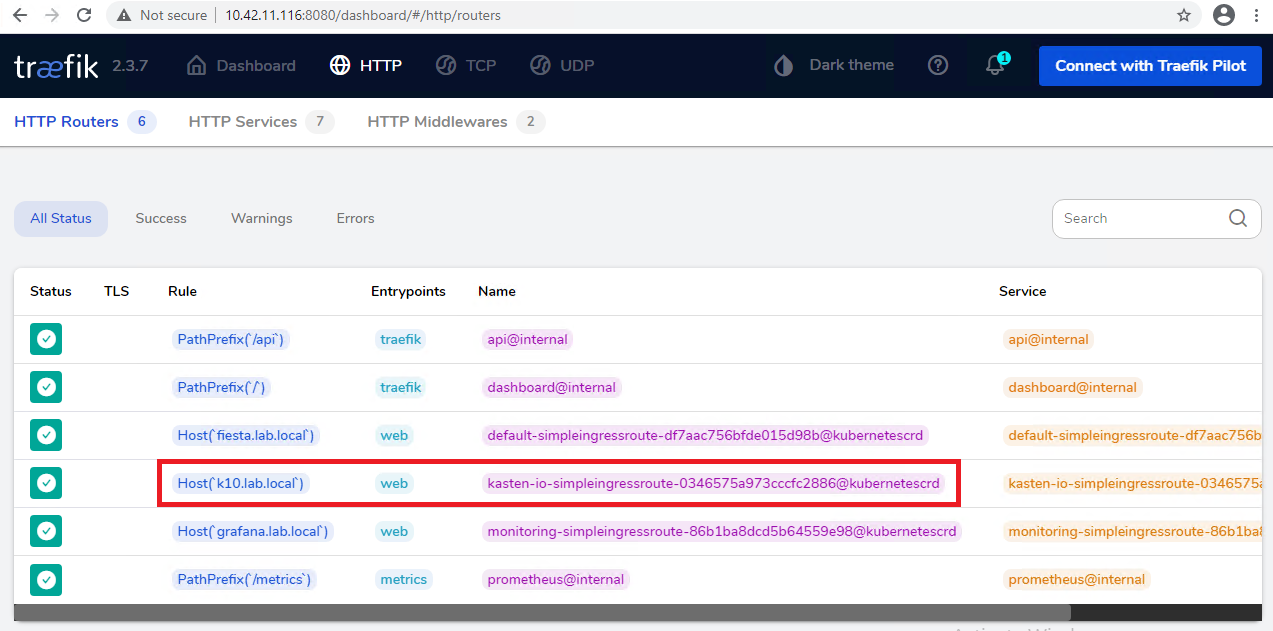 Not secure 10.42.11.116:8080/dashboard/#/http/routers
træfik 2.3.7 Dashboard HTTP TCP UDP Dark theme 1 Connect with Traefik Pilot
HTTP Routers 6 HTTP Services 7 HTTP Middlewares 2
All Status Success Warnings Errors Search
Status TLS Rule Entrypoints Name Service
PathPrefix(`/api`) traefik api@internal api@internal
PathPrefix(`/`) traefik dashboard@internal dashboard@internal
Host(`fiesta.lab.local`) web default-simpleingressroute-df7aac756bfde015d98b@kubernetescrd default-simpleingressroute-df7aac756b
Host(`k10.lab.local`) web kasten-io-simpleingressroute-0346575a973cccfc2886@kubernetescrd kasten-io-simpleingressroute-0346575a
Host(`grafana.lab.local`) web monitoring-simpleingressroute-86b1ba8dcd5b64559e98@kubernetescrd monitoring-simpleingressroute-86b1ba8
PathPrefix(`/metrics`) metrics prometheus@internal prometheus@internal